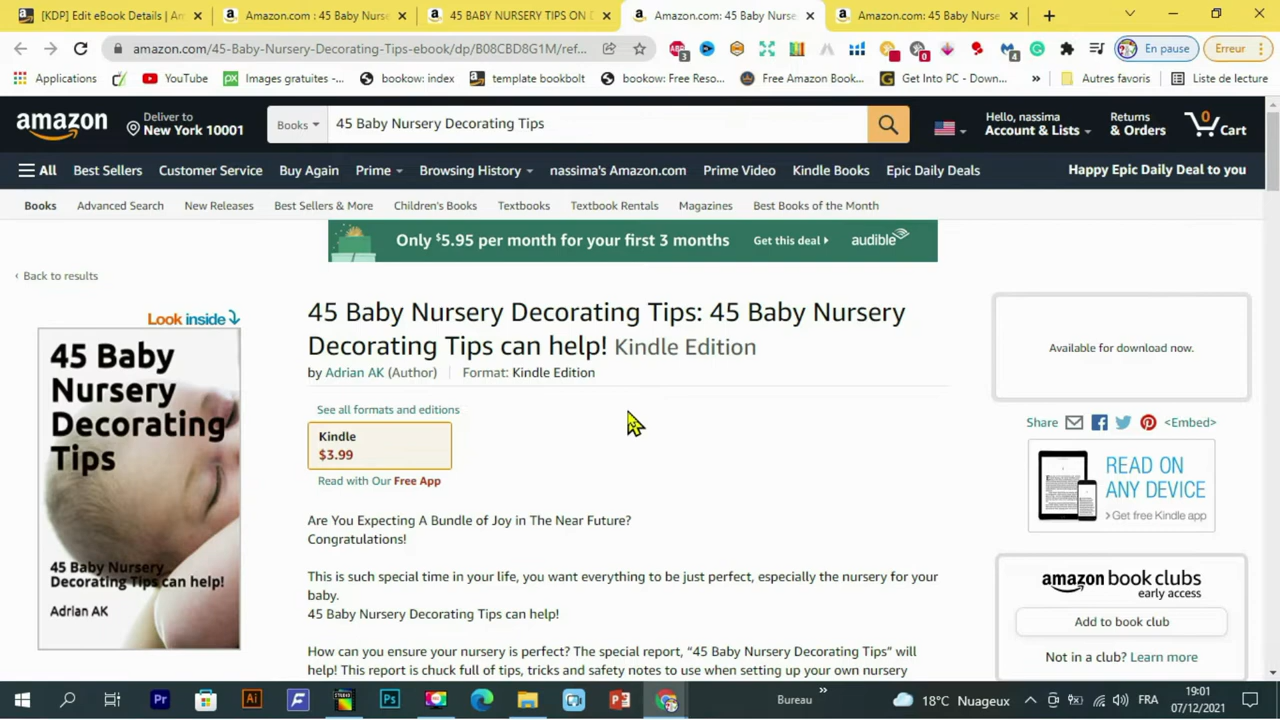 [KDP] Edit eBook Details | Am
Amazon.com : 45 Baby Nurse
45 BABY NURSERY TIPS ON D
Amazon.com: 45 Baby Nurse
Amazon.com: 45 Baby Nurse
amazon.com/45-Baby-Nursery-Decorating-Tips-ebook/dp/B08CBD8G1M/ref...
En pause
Erreur
Applications
YouTube
Images gratuites -...
bookow: index
template bookbolt
bookow: Free Reso...
Free Amazon Book...
Get Into PC - Down...
»
Autres favoris
Liste de lecture
amazon
Deliver to
New York 10001
Books
45 Baby Nursery Decorating Tips
Hello, nassima
Account & Lists
Returns
& Orders
0
Cart
All
Best Sellers
Customer Service
Buy Again
Prime
Browsing History
nassima's Amazon.com
Prime Video
Kindle Books
Epic Daily Deals
Happy Epic Daily Deal to you
Books
Advanced Search
New Releases
Best Sellers & More
Children's Books
Textbooks
Textbook Rentals
Magazines
Best Books of the Month
Only $5.95 per month for your first 3 months
Get this deal
audible
‹ Back to results
Look inside
45 Baby
Nursery
Decorating
Tips
45 Baby Nursery
Decorating Tips can help!
Adrian AK
45 Baby Nursery Decorating Tips: 45 Baby Nursery
Decorating Tips can help! Kindle Edition
by Adrian AK (Author)
Format: Kindle Edition
See all formats and editions
Kindle
$3.99
Read with Our Free App
Are You Expecting A Bundle of Joy in The Near Future?
Congratulations!
This is such special time in your life, you want everything to be just perfect, especially the nursery for your
baby.
45 Baby Nursery Decorating Tips can help!
How can you ensure your nursery is perfect? The special report, “45 Baby Nursery Decorating Tips” will
help! This report is chuck full of tips, tricks and safety notes to use when setting up your own nursery
Available for download now.
Share
<Embed>
READ ON
ANY DEVICE
› Get free Kindle app
amazon book clubs
early access
Add to book club
Not in a club? Learn more
Pr
Ai
Ps
Bureau
»
18°C Nuageux
FRA
19:01
07/12/2021